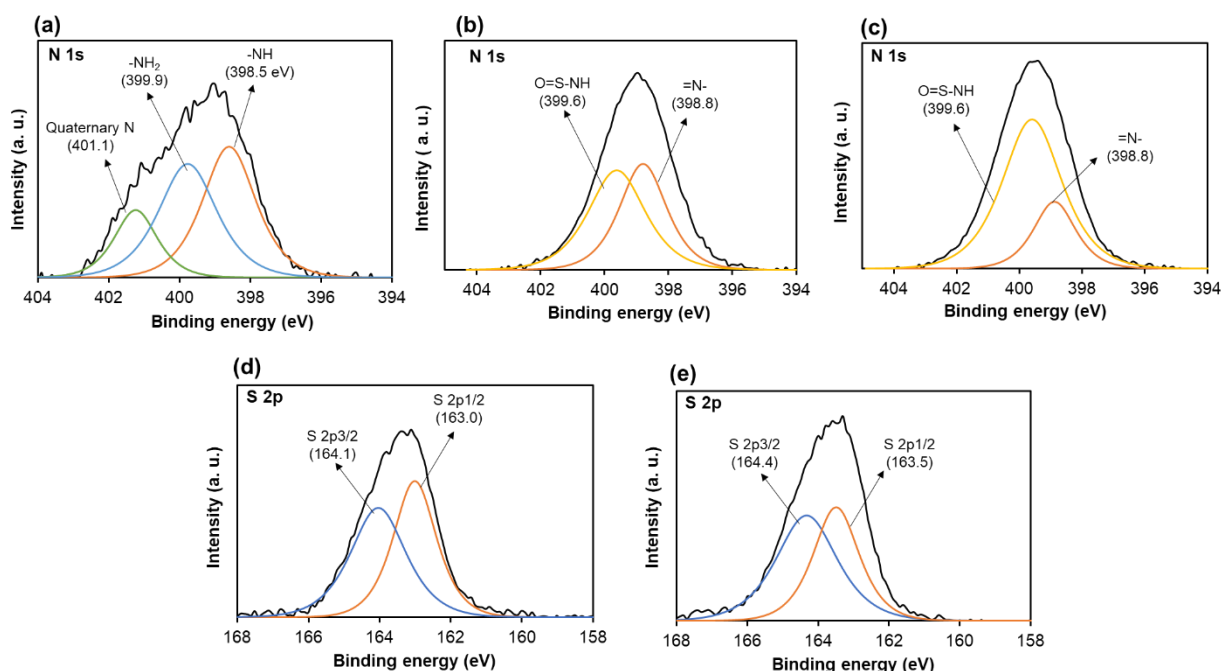 (a)
N 1s
-NH₂
(399.9)
-NH
(398.5 eV)
Quaternary N
(401.1)
Intensity (a. u.)
404 402 400 398 396 394
Binding energy (eV)
(b)
N 1s
O=S-NH
(399.6)
=N-
(398.8)
Intensity (a. u.)
404 402 400 398 396 394
Binding energy (eV)
(c)
N 1s
O=S-NH
(399.6)
=N-
(398.8)
Intensity (a. u.)
404 402 400 398 396 394
Binding energy (eV)
(d)
S 2p
S 2p1/2
(163.0)
S 2p3/2
(164.1)
Intensity (a. u.)
168 166 164 162 160 158
Binding energy (eV)
(e)
S 2p
S 2p3/2
(164.4)
S 2p1/2
(163.5)
Intensity (a. u.)
168 166 163 162 160 158
Binding energy (eV)